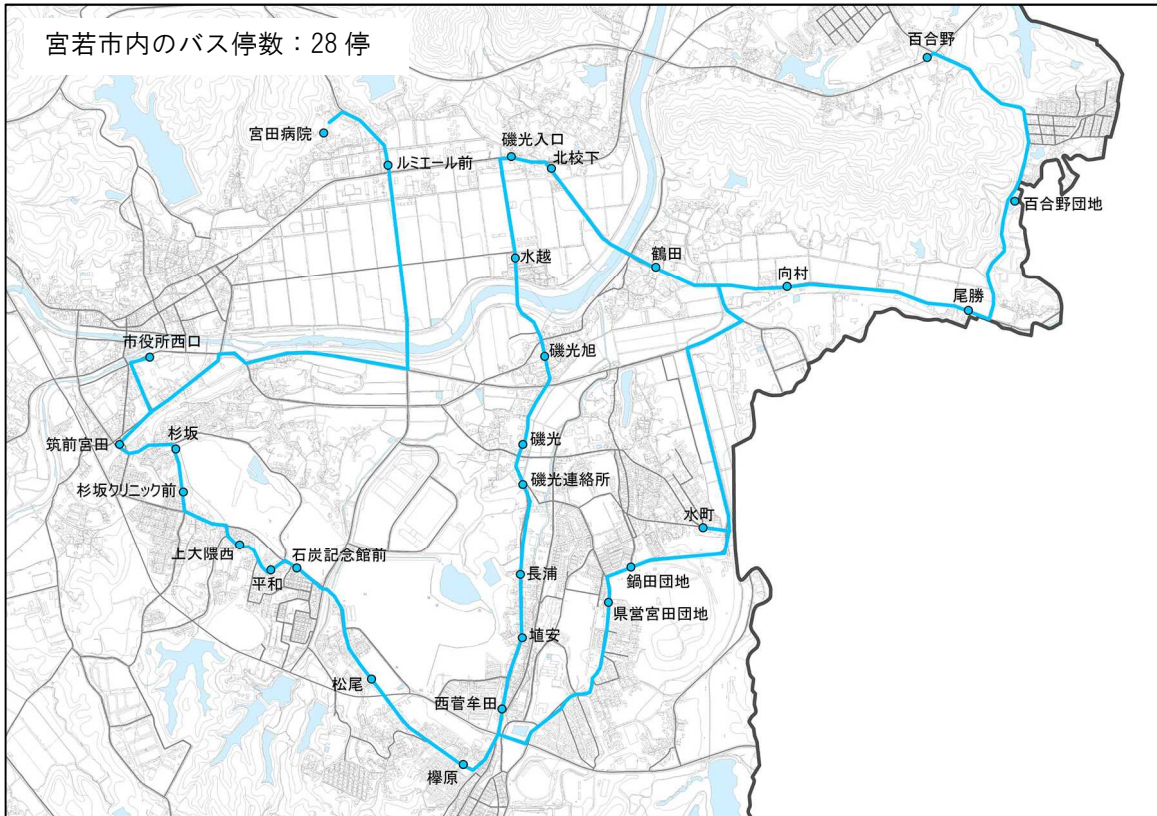 宮若市内のバス停数:28停
百合野
宮田病院
磯光入口
北校下
ルミエール前
百合野団地
水越
鶴田
向村
尾勝
市役所西口
磯光旭
筑前宮田
杉坂
磯光
杉坂クリニック前
磯光連絡所
水町
上大隈西
石炭記念館前
平和
長浦
鍋田団地
県営宮田団地
埴安
松尾
西菅牟田
欅原